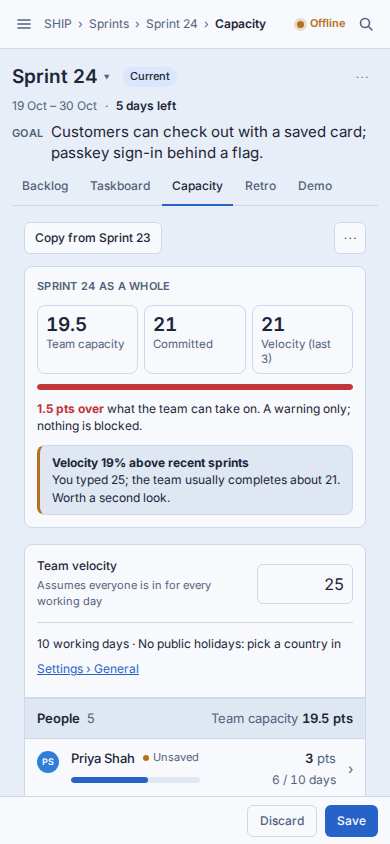 SHIP › Sprints › Sprint 24 › Capacity Offline
Sprint 24 ▾ Current ...
19 Oct – 30 Oct · 5 days left
GOAL Customers can check out with a saved card;
passkey sign-in behind a flag.
Backlog Taskboard Capacity Retro Demo
Copy from Sprint 23 ...
SPRINT 24 AS A WHOLE
19.5 21 21
Team capacity Committed Velocity (last
3)
1.5 pts over what the team can take on. A warning only;
nothing is blocked.
Velocity 19% above recent sprints
You typed 25; the team usually completes about 21.
Worth a second look.
Team velocity
Assumes everyone is in for every
working day
25
10 working days · No public holidays: pick a country in
Settings › General
People 5 Team capacity 19.5 pts
PS Priya Shah Unsaved 3 pts ›
6 / 10 days
Discard Save